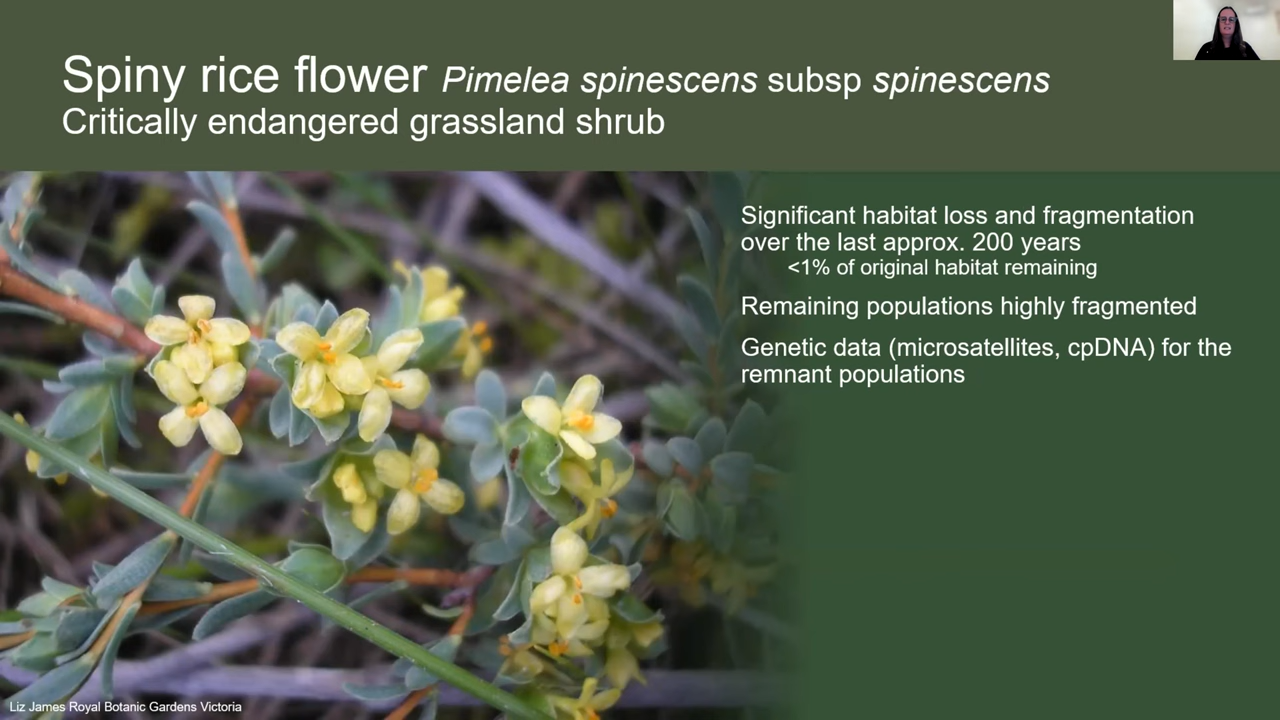 Spiny rice flower Pimelea spinescens subsp spinescens
Critically endangered grassland shrub
Significant habitat loss and fragmentation
over the last approx. 200 years
<1% of original habitat remaining
Remaining populations highly fragmented
Genetic data (microsatellites, cpDNA) for the
remnant populations
Liz James Royal Botanic Gardens Victoria